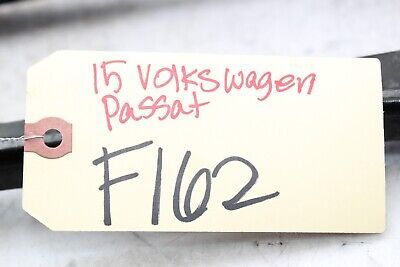 15 Volkswagen
Passat
F162